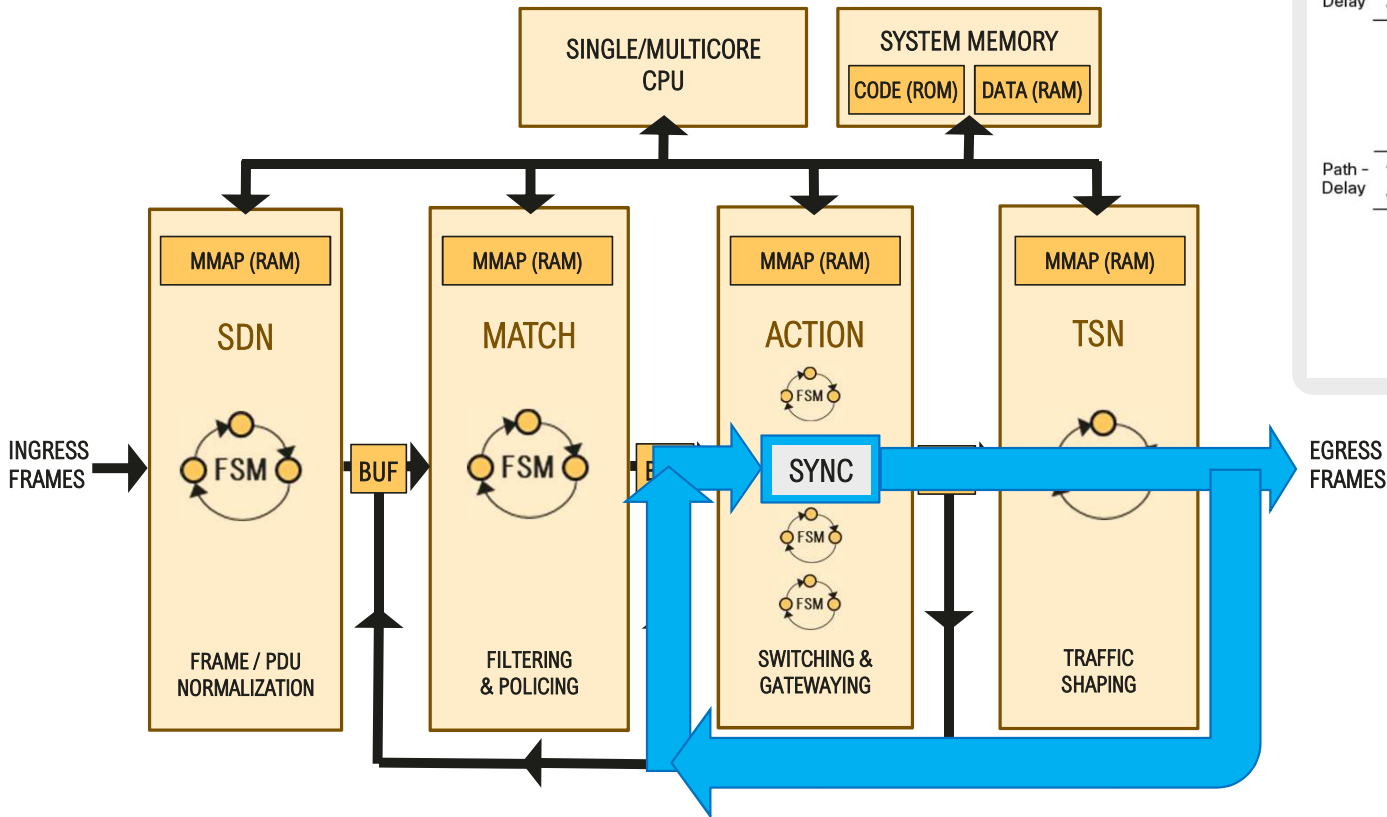 SINGLE/MULTICORE
CPU
SYSTEM MEMORY
CODE (ROM)
DATA (RAM)
Delay
Path -
Delay
MMAP (RAM)
MMAP (RAM)
MMAP (RAM)
MMAP (RAM)
SDN
MATCH
ACTION
TSN
FSM
INGRESS
FRAMES
FSM
BUF
FSM
SYNC
EGRESS
FRAMES
FSM
FSM
FRAME / PDU
NORMALIZATION
FILTERING
& POLICING
SWITCHING &
GATEWAYING
TRAFFIC
SHAPING